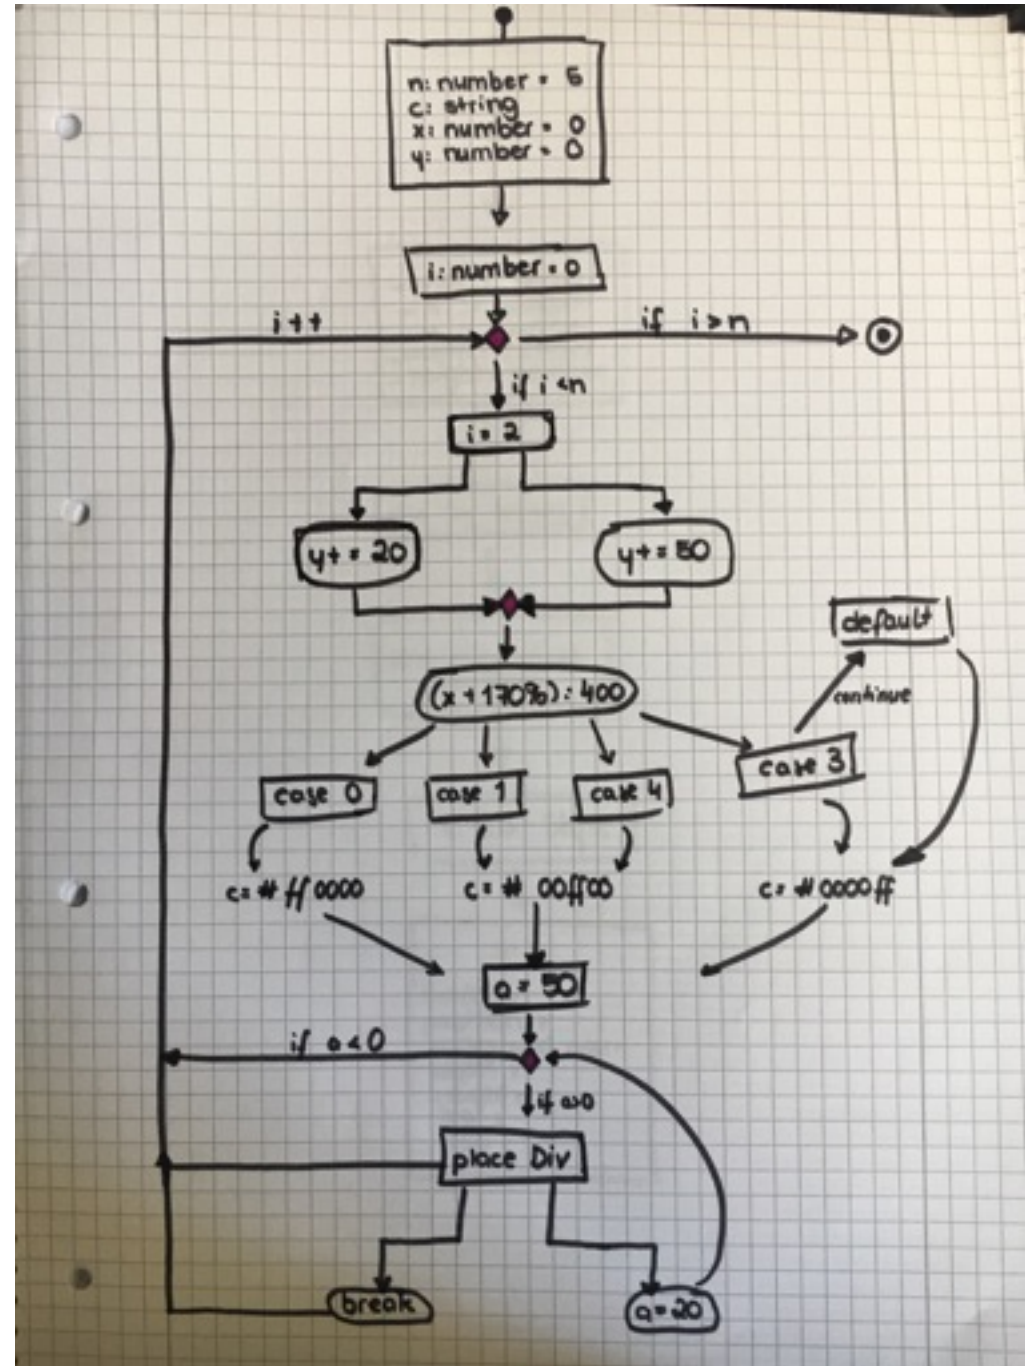 n: number = 5
c: string
x: number = 0
y: number = 0
i: number = 0
i++
if i>n
if i<n
i= 2
y+ = 20
y+ = 50
default
(x+170%):400
continue
case 0
case 1
case 4
case 3
c=#ff0000
c=# 00ff00
c=#0000ff
a = 50
if a<0
if a>0
place Div
break
a=20